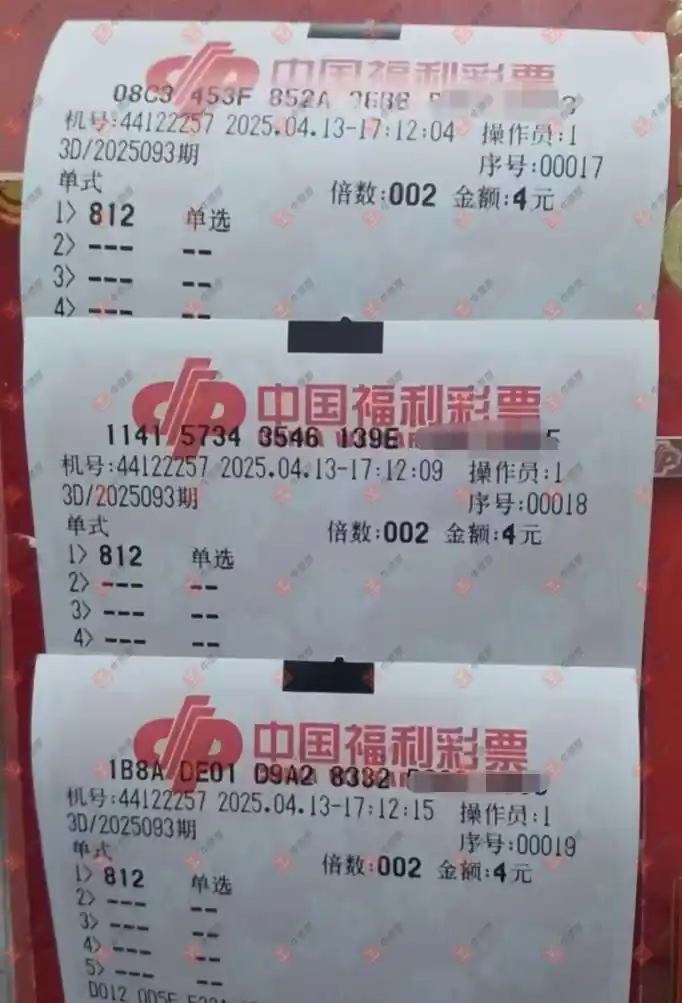 中国福利彩票
08C3 453F 852A
机号:44122257 2025.04.13-17:12:04 操作员:1
3D/2025093期 序号:00017
单式 倍数:002 金额:4元
1> 812 单选
2> --- --
3> --- --
4> --- --
中国福利彩票
1141 5734 3546 139E
机号:44122257 2025.04.13-17:12:09 操作员:1
3D/2025093期 序号:00018
单式 倍数:002 金额:4元
1> 812 单选
2> --- --
3> --- --
4> --- --
中国福利彩票
1B8A DE01 D9A2 8332
机号:44122257 2025.04.13-17:12:15 操作员:1
3D/2025093期 序号:00019
单式 倍数:002 金额:4元
1> 812 单选
2> --- --
3> --- --
4> --- --
5> --- --